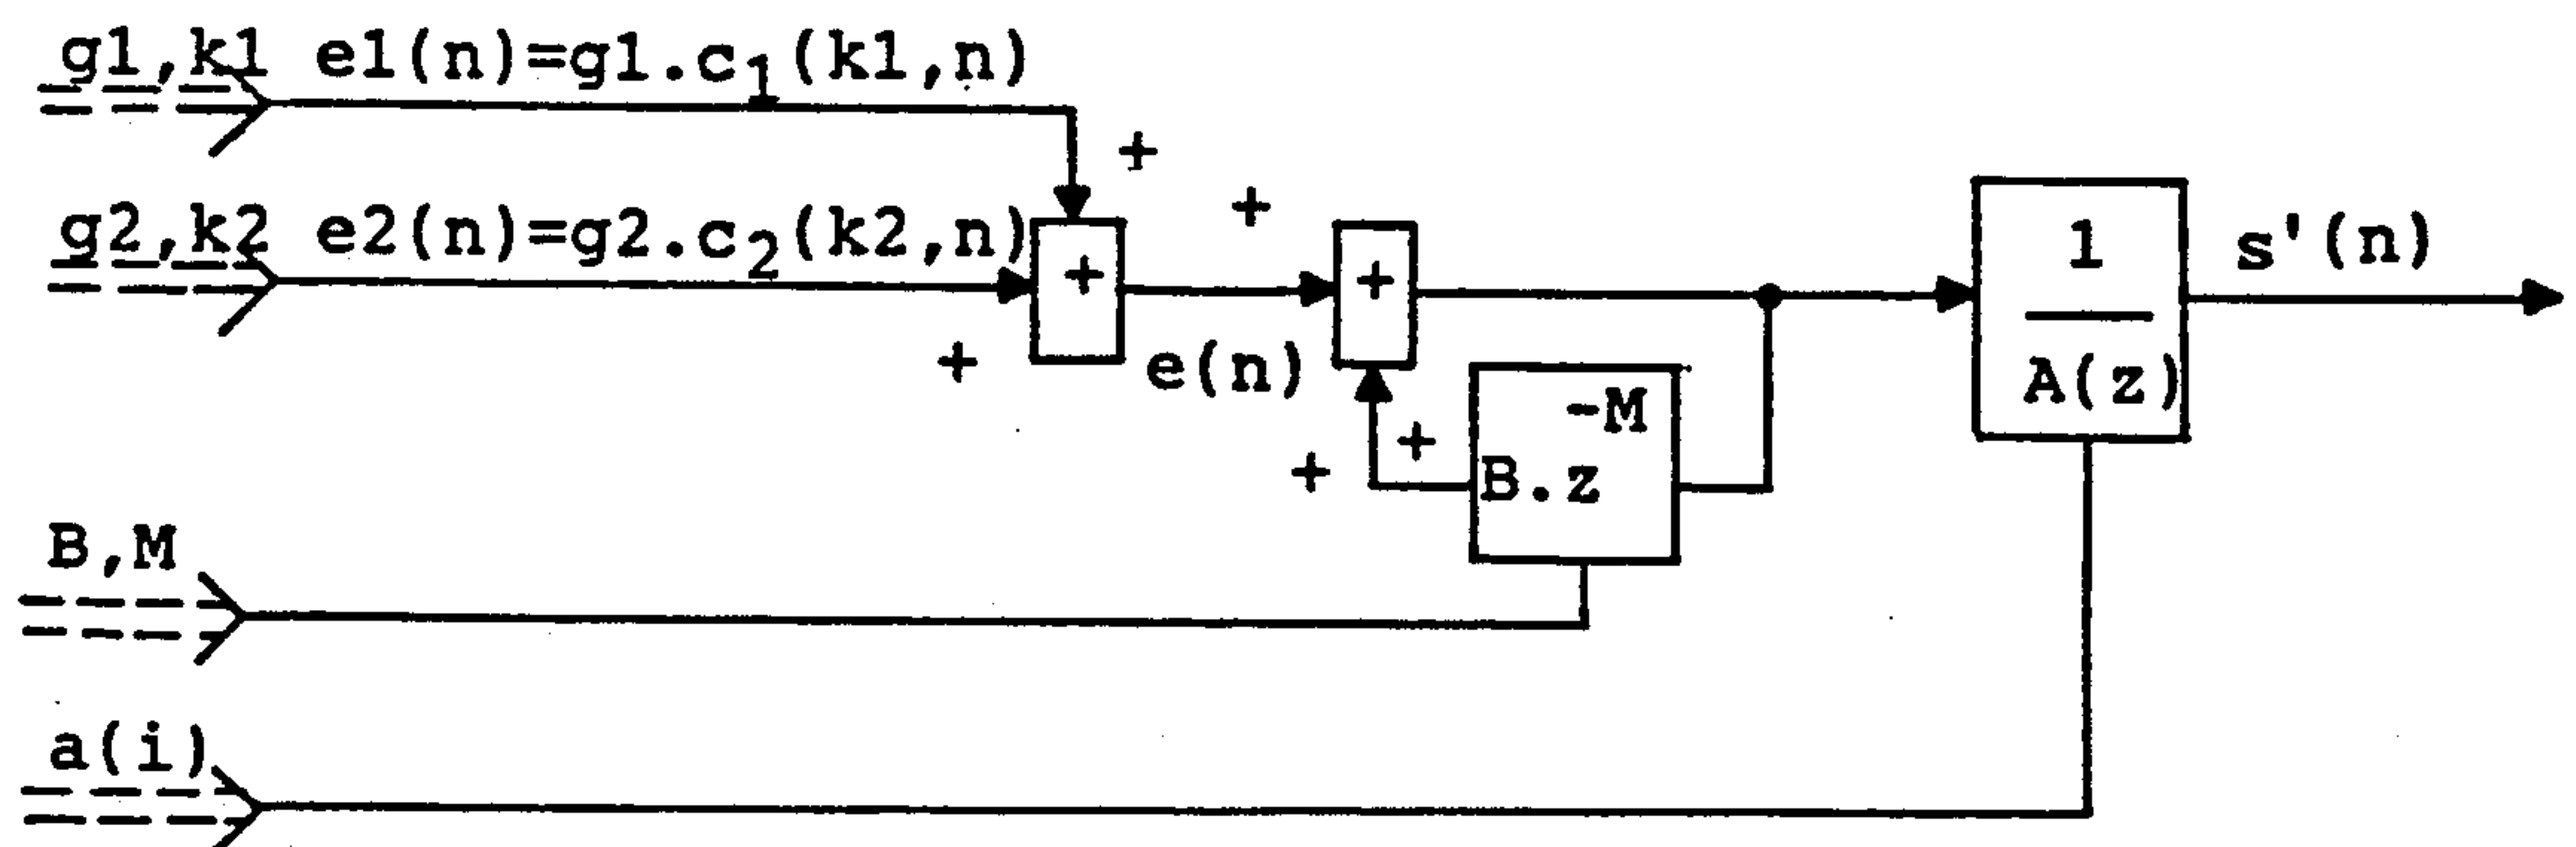 g1,k1 e1(n)=g1.c1(k1,n)
+
+
g2,k2 e2(n)=g2.c2(k2,n)
+
+
1
A(z)
s'(n)
+
e(n)
-M
B.z
+
+
B,M
a(i)